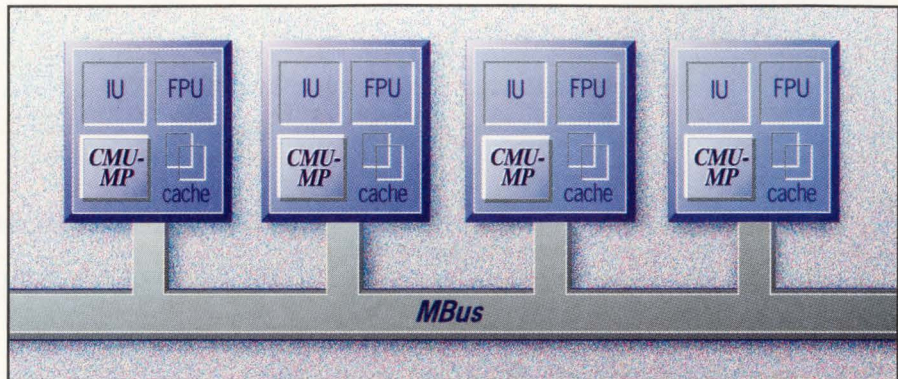 IU FPU
CMU-
MP
cache
IU FPU
CMU-
MP
cache
IU FPU
CMU-
MP
cache
IU FPU
CMU-
MP
cache
MBus